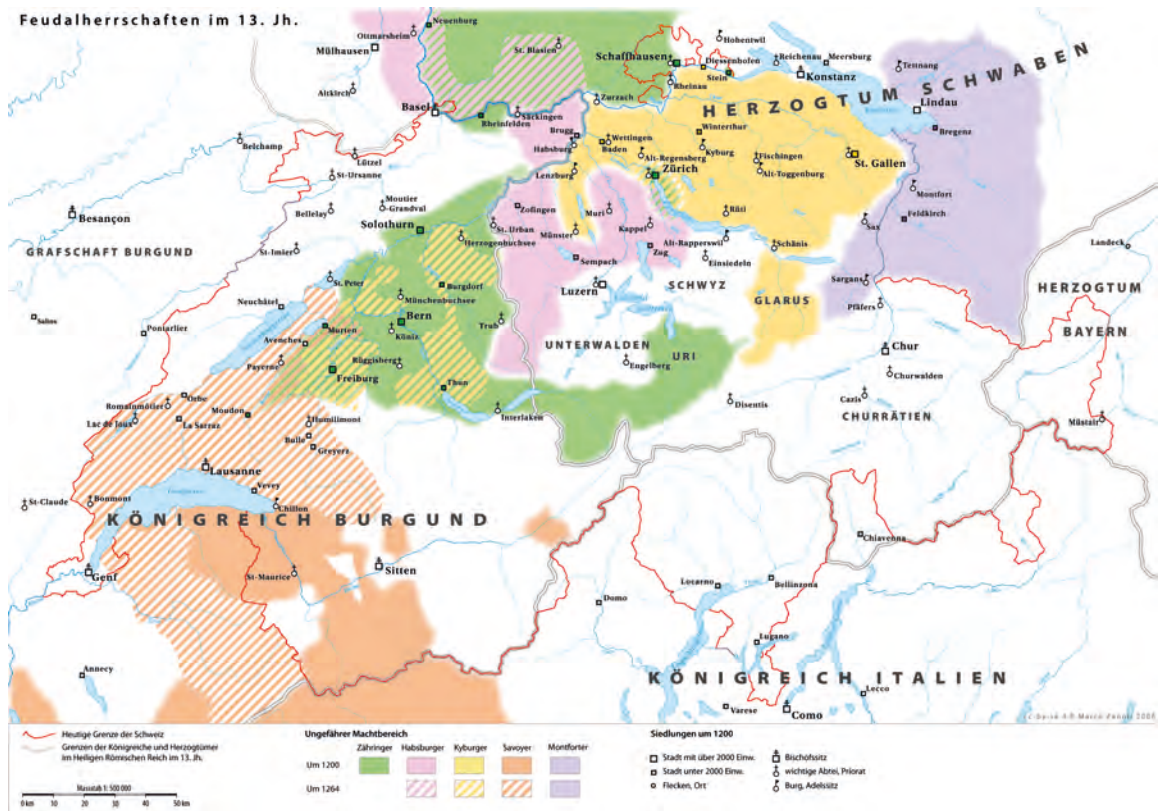 Feudalherrschaften im 13. Jh.
Neuenburg
Ottmarsheim
Mülhausen
St. Blasien
Hohentwil
Schaffhausen
Diessenhofen
Reichenau
Meersburg
Stein
Konstanz
Tettnang
HERZOGTUM SCHWABEN
Altkirch
Rheinau
Zurzach
Basel
Säckingen
Rheinfelden
Lindau
Bregenz
Belchamp
Brugg
Wettingen
Baden
Winterthur
Habsburg
Kyburg
Alt-Regensberg
Fischingen
St. Gallen
Lützel
Lenzburg
Zürich
Alt-Toggenburg
St-Ursanne
Montfort
Moutier
Grandval
Besançon
Bellelay
Zofingen
Muri
Rüti
Feldkirch
Solothurn
St. Urban
Münster
Kappel
Sax
GRAFSCHAFT BURGUND
Herzogenbuchsee
Alt-Rapperswil
Schänis
Landeck
St-Imier
Sempach
Zug
Einsiedeln
St. Peter
Burgdorf
Luzern
SCHWYZ
Sargans
HERZOGTUM
Neuchâtel
Münchenbuchsee
GLARUS
Pfäfers
Salins
Pontarlier
Murten
Bern
Trub
BAYERN
Avenches
Köniz
UNTERWALDEN
URI
Chur
Payerne
Rüggisberg
Engelberg
Freiburg
Churwalden
Thun
Orbe
Cazis
Romainmôtier
Moudon
Interlaken
Disentis
CHURRÄTIEN
Lac de Joux
La Sarraz
Humilimont
Müstair
Bulle
Greyerz
Lausanne
Vevey
St-Claude
Bonmont
Chillon
KÖNIGREICH BURGUND
Chiavenna
Genf
St-Maurice
Sitten
Locarno
Bellinzona
Domo
Lugano
Annecy
KÖNIGREICH ITALIEN
Lecco
Varese
Como
c-by-sa 4.0 Marco Zanoli 2006
Heutige Grenze der Schweiz
Grenzen der Königreiche und Herzogtümer
im Heiligen Römischen Reich im 13. Jh.
Masstab 1: 500 000
0 km 10 20 30 40 50 km
Ungefährer Machtbereich
Zähringer Habsburger Kyburger Savoyer Montforter
Um 1200
Um 1264
Siedlungen um 1200
Stadt mit über 2000 Einw.
Stadt unter 2000 Einw.
Flecken, Ort
Bischofssitz
wichtige Abtei, Priorat
Burg, Adelssitz